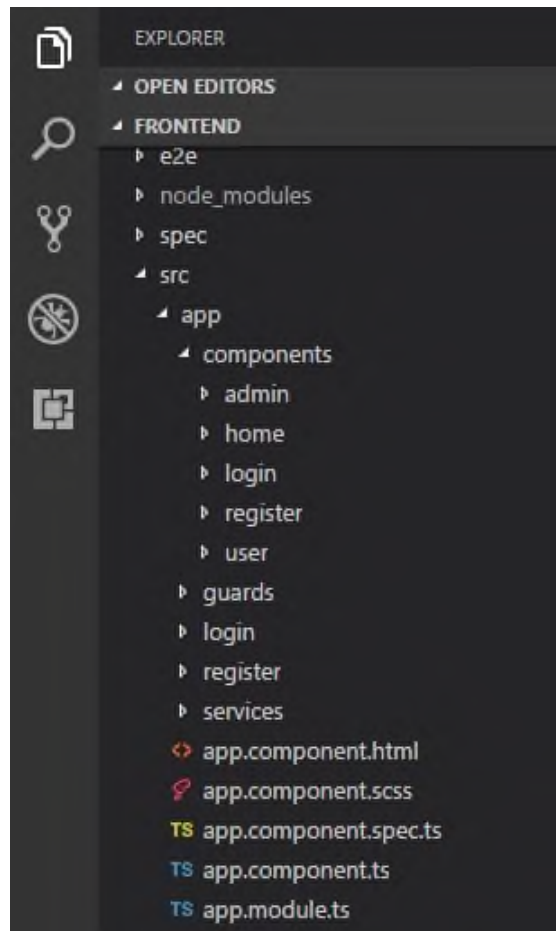 EXPLORER
OPEN EDITORS
FRONTEND
e2e
node_modules
spec
src
app
components
admin
home
login
register
user
guards
login
register
services
<> app.component.html
app.component.scss
TS app.component.spec.ts
TS app.component.ts
TS app.module.ts